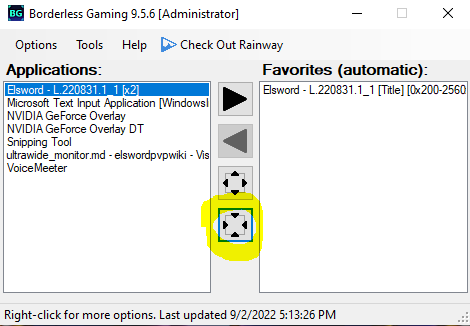 BG Borderless Gaming 9.5.6 [Administrator]
Options Tools Help Check Out Rainway
Applications:
Elsword - L.220831.1_1 [x2]
Microsoft Text Input Application [WindowsI
NVIDIA GeForce Overlay
NVIDIA GeForce Overlay DT
Snipping Tool
ultrawide_monitor.md - elswordpvpwiki - Vis
VoiceMeeter
Favorites (automatic):
Elsword - L.220831.1_1 [Title] [0x200-2560
Right-click for more options. Last updated 9/2/2022 5:13:26 PM